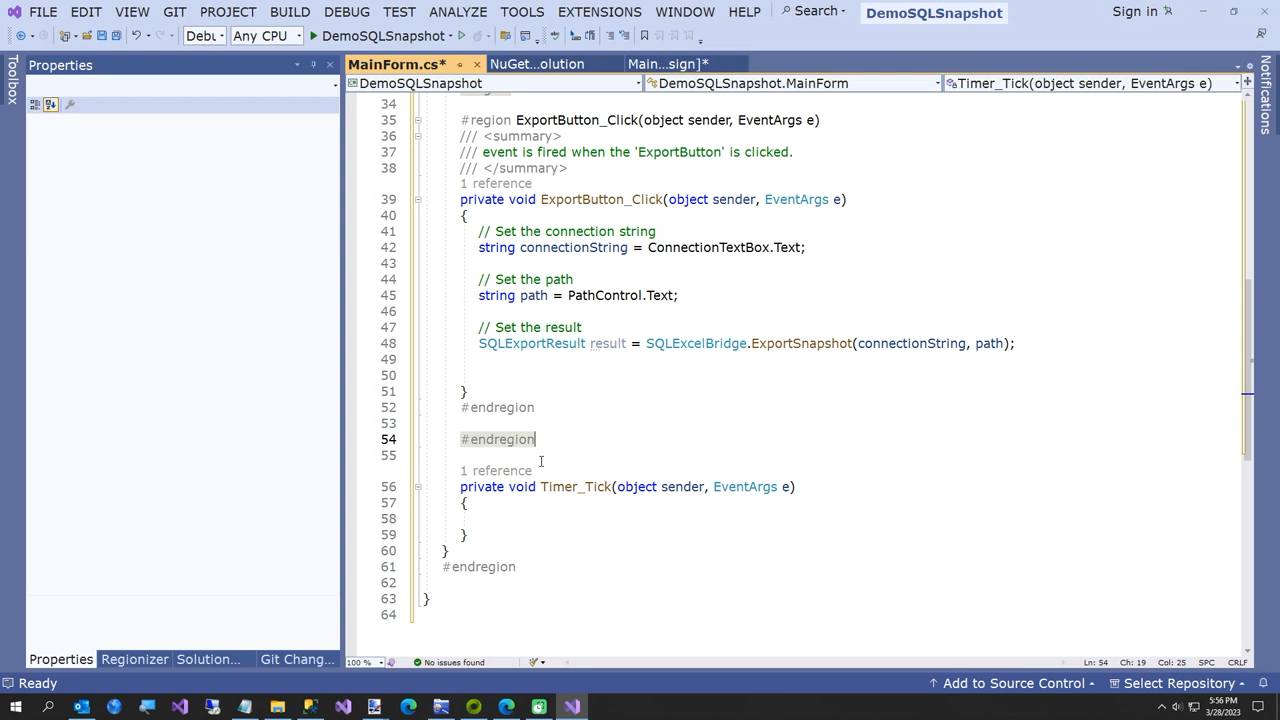 FILE EDIT VIEW GIT PROJECT BUILD DEBUG TEST ANALYZE TOOLS EXTENSIONS WINDOW HELP Search DemoSQLSnapshot Sign in
Debu Any CPU DemoSQLSnapshot
Toolbox
Properties
MainForm.cs* NuGet...olution Main...sign]*
DemoSQLSnapshot DemoSQLSnapshot.MainForm Timer_Tick(object sender, EventArgs e)
Notifications
34
35 #region ExportButton_Click(object sender, EventArgs e)
36 /// <summary>
37 /// event is fired when the 'ExportButton' is clicked.
38 /// </summary>
1 reference
39 private void ExportButton_Click(object sender, EventArgs e)
40 {
41 // Set the connection string
42 string connectionString = ConnectionTextBox.Text;
43
44 // Set the path
45 string path = PathControl.Text;
46
47 // Set the result
48 SQLExportResult result = SQLExcelBridge.ExportSnapshot(connectionString, path);
49
50
51 }
52 #endregion
53
54 #endregion
55
1 reference
56 private void Timer_Tick(object sender, EventArgs e)
57 {
58
59 }
60 }
61 #endregion
62
63 }
64
Properties Regionizer Solution... Git Chang...
100 % No issues found Ln: 54 Ch: 19 Col: 25 SPC CRLF
Ready Add to Source Control Select Repository
5:56 PM
3/28/2023